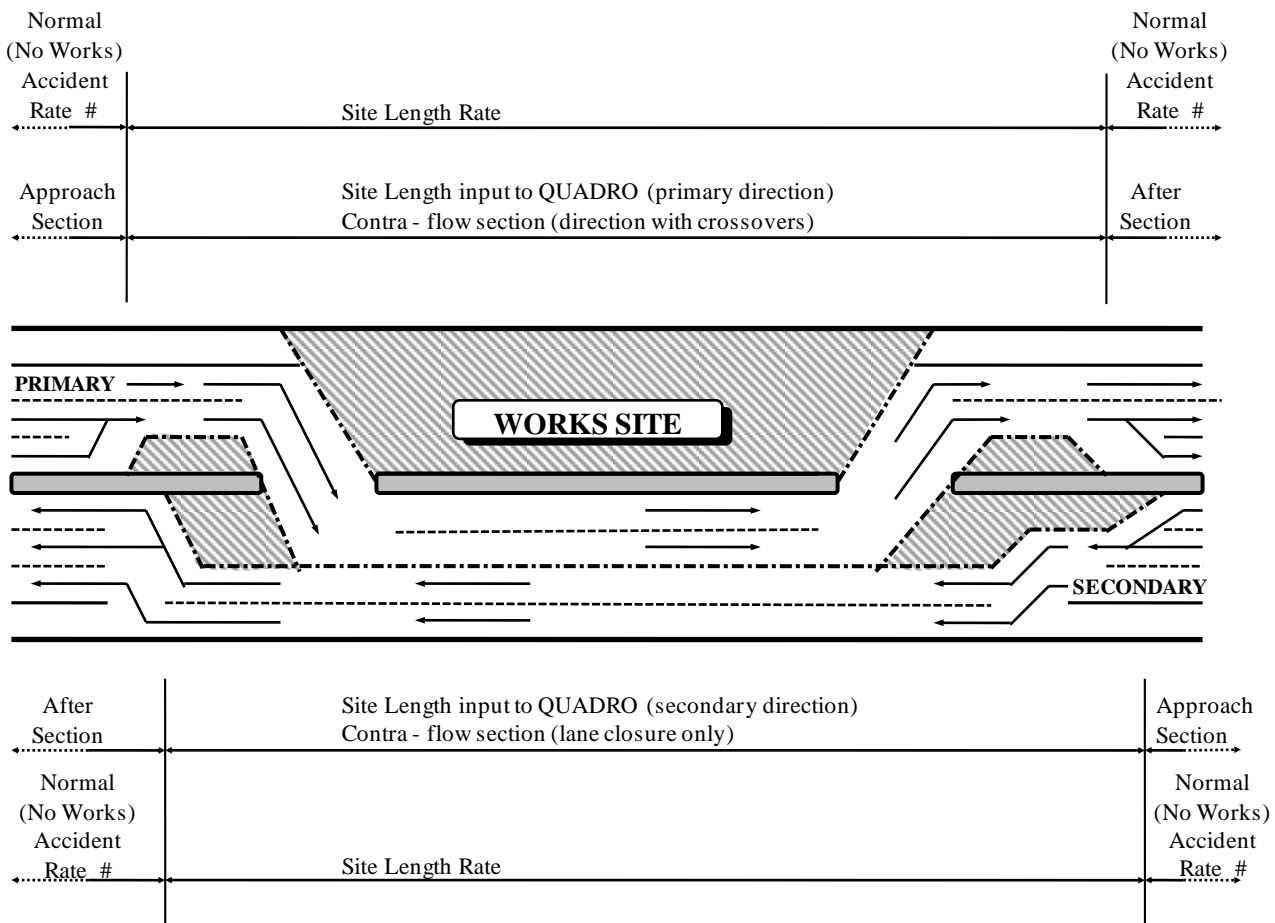 Normal
(No Works)
Accident
Rate #
Normal
(No Works)
Accident
Rate #
Site Length Rate
Approach
Section
Site Length input to QUADRO (primary direction)
Contra - flow section (direction with crossovers)
After
Section
PRIMARY
WORKS SITE
SECONDARY
After
Section
Site Length input to QUADRO (secondary direction)
Contra - flow section (lane closure only)
Approach
Section
Normal
(No Works)
Accident
Rate #
Site Length Rate
Normal
(No Works)
Accident
Rate #